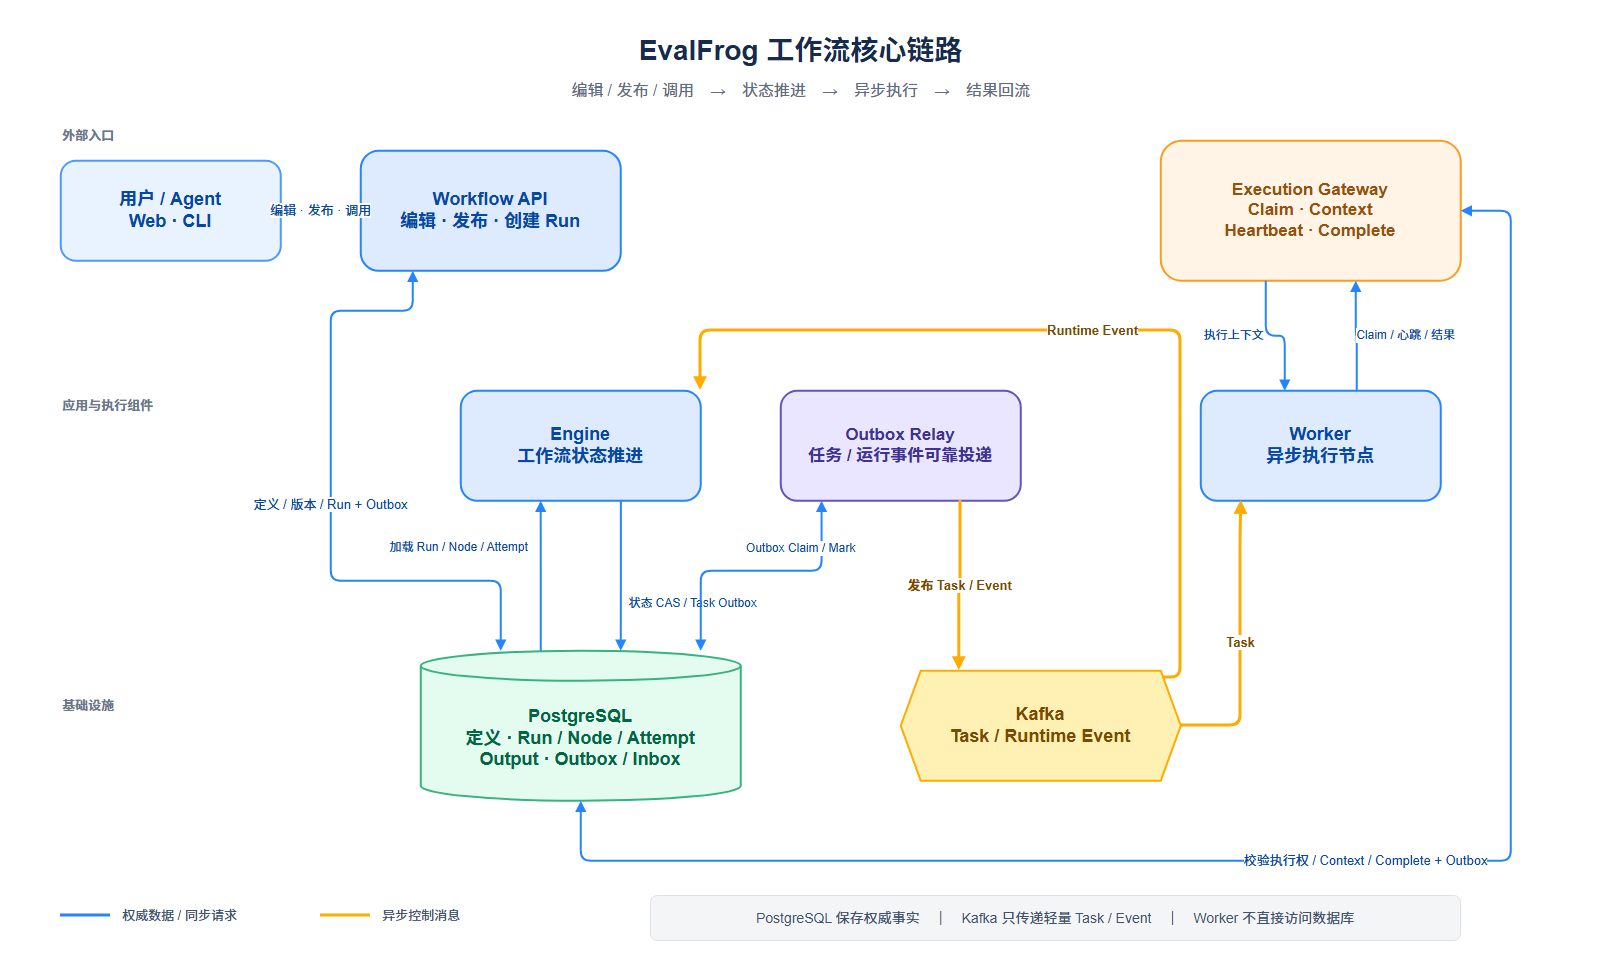 EvalFrog 工作流核心链路
编辑 / 发布 / 调用 → 状态推进 → 异步执行 → 结果回流
外部入口
用户 / Agent
Web · CLI
编辑 · 发布 · 调用
Workflow API
编辑 · 发布 · 创建 Run
Execution Gateway
Claim · Context
Heartbeat · Complete
Runtime Event
执行上下文
Claim / 心跳 / 结果
应用与执行组件
Engine
工作流状态推进
Outbox Relay
任务 / 运行事件可靠投递
Worker
异步执行节点
定义 / 版本 / Run + Outbox
加载 Run / Node / Attempt
Outbox Claim / Mark
状态 CAS / Task Outbox
发布 Task / Event
Task
基础设施
PostgreSQL
定义 · Run / Node / Attempt
Output · Outbox / Inbox
Kafka
Task / Runtime Event
校验执行权 / Context / Complete + Outbox
权威数据 / 同步请求
异步控制消息
PostgreSQL 保存权威事实 | Kafka 只传递轻量 Task / Event | Worker 不直接访问数据库